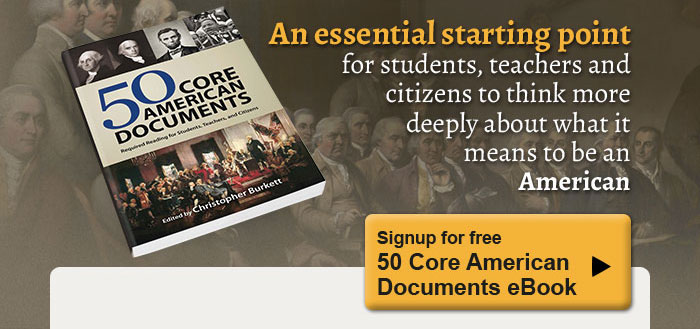 50 CORE
AMERICAN
DOCUMENTS
Required Reading for Students, Teachers, and Citizens
Edited by Christopher Burkett
An essential starting point
for students, teachers and
citizens to think more
deeply about what it
means to be an
American
Signup for free
50 Core American
Documents eBook